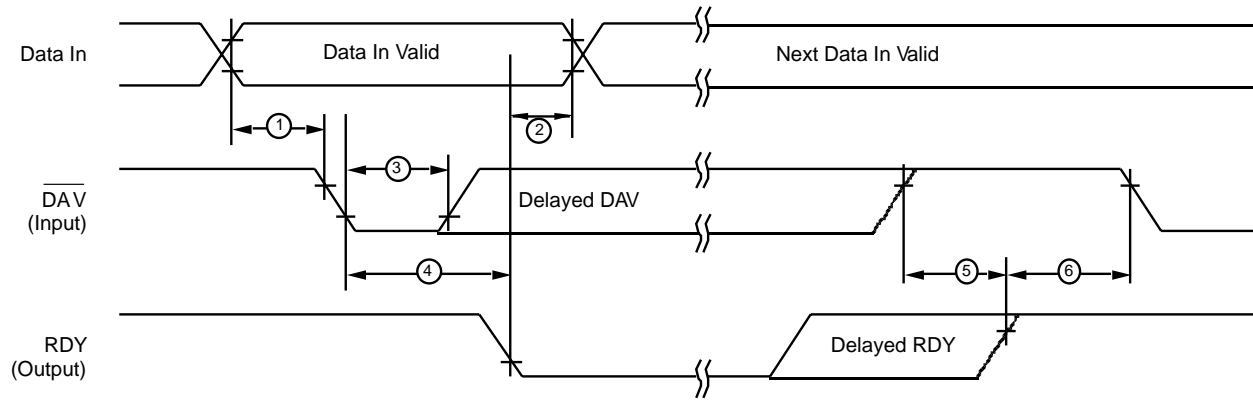 Data In
Data In Valid
Next Data In Valid
1
2
3
DAV
(Input)
Delayed DAV
4
5
6
RDY
(Output)
Delayed RDY